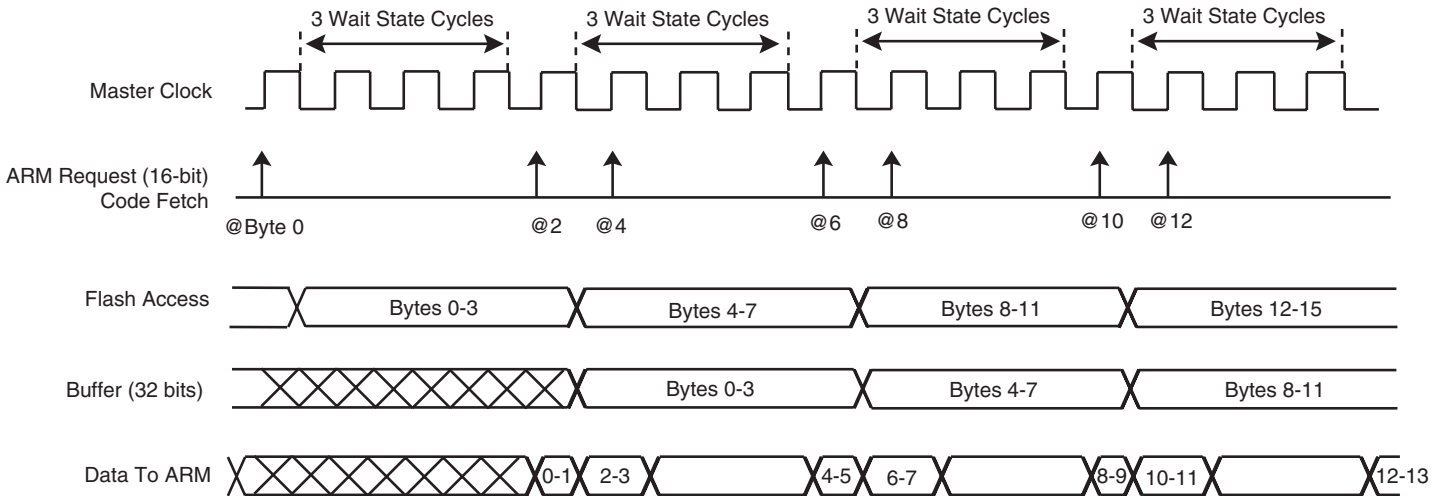 3 Wait State Cycles 3 Wait State Cycles 3 Wait State Cycles 3 Wait State Cycles
Master Clock
ARM Request (16-bit)
Code Fetch
@Byte 0 @2 @4 @6 @8 @10 @12
Flash Access Bytes 0-3 Bytes 4-7 Bytes 8-11 Bytes 12-15
Buffer (32 bits) Bytes 0-3 Bytes 4-7 Bytes 8-11
Data To ARM 0-1 2-3 4-5 6-7 8-9 10-11 12-13